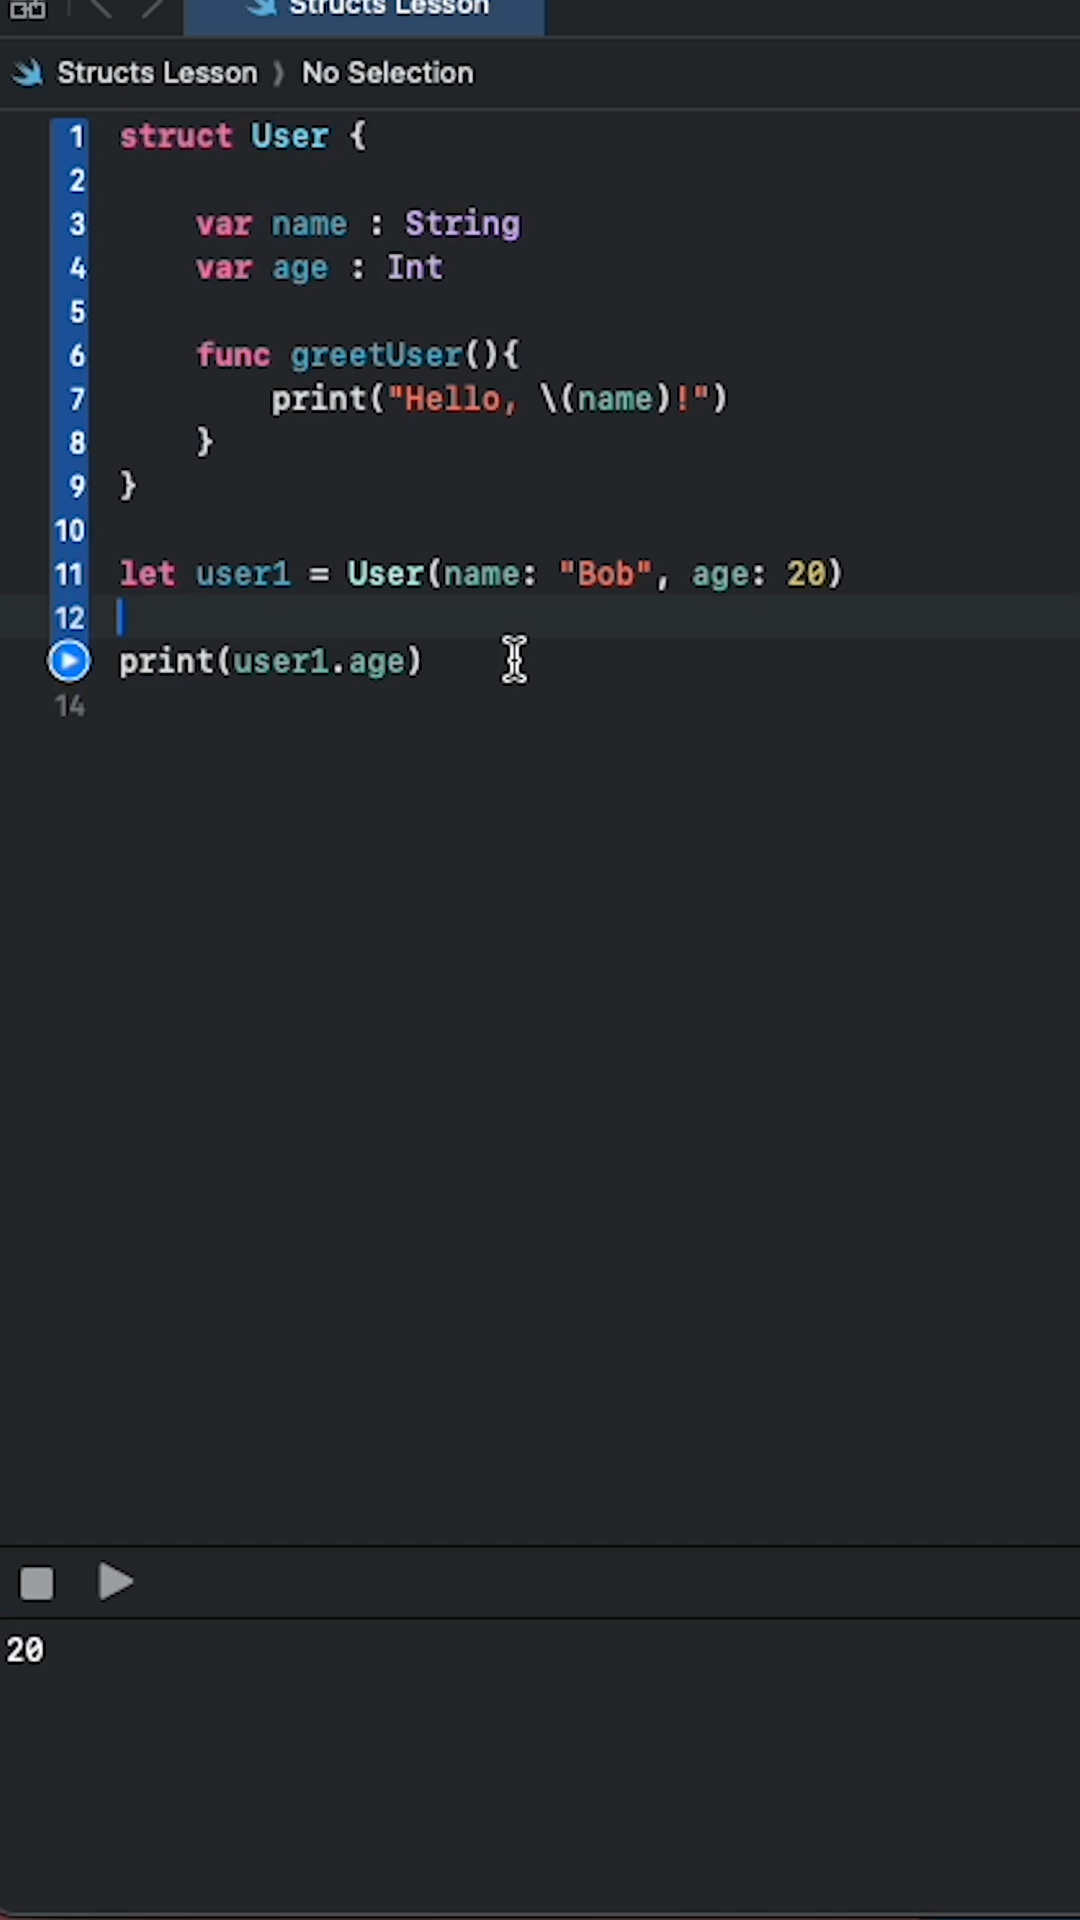 Structs Lesson
Structs Lesson ⟩ No Selection
1 struct User {
2
3 var name : String
4 var age : Int
5
6 func greetUser(){
7 print("Hello, \(name)!")
8 }
9 }
10
11 let user1 = User(name: "Bob", age: 20)
12
print(user1.age)
14
20